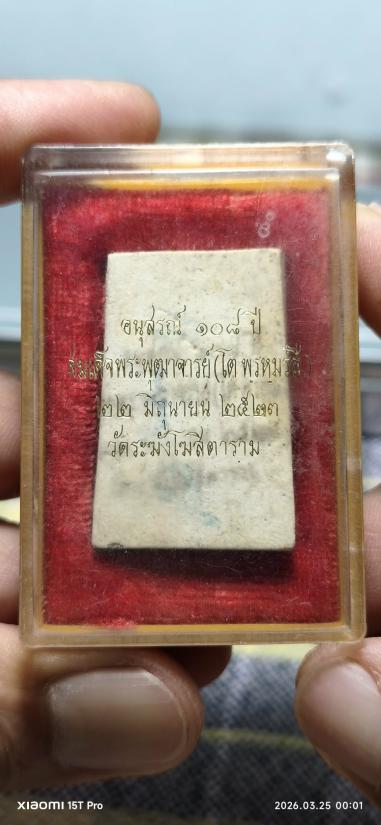 อนุสรณ์ ๑๐๘ ปี
สมเด็จพระพุฒาจารย์(โต พรหมรังสี)
๒๒ มิถุนายน ๒๕๒๓
วัดระฆังโฆสิตาราม
XIAOMI 15T Pro
2026.03.25 00:01